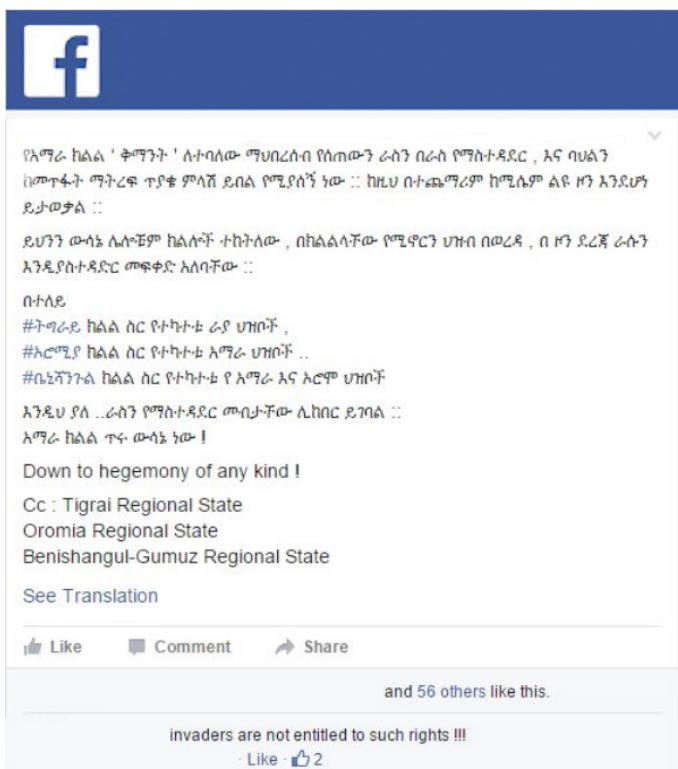 f
የአማራ ክልል ' ቅማንት ' ለተባለው ማህበረሰብ የሰጠውን ራስን በራስ የማስተዳደር , እና ባህልን
ከመጥፋት ማትረፍ ጥያቄ ምላሽ ይበል የሚያሰኝ ነው :: ከዚህ በተጨማሪም ከሚሴም ልዩ ዞን እንደሆነ
ይታወቃል ::
ይህንን ውሳኔ ሌሎቹም ክልሎች ተከትለው , በክልላቸው የሚኖርን ህዝብ በወረዳ , በ ዞን ደረጃ ራሱን
እንዲያስተዳድር መፍቀድ አለባቸው ::
በተለይ
#ትግራይ ክልል ስር የተካተቱ ራያ ህዝቦች ,
#ኦሮሚያ ክልል ስር የተካተቱ አማራ ህዝቦች ..
#ቤኒሻንጉል ክልል ስር የተካተቱ የ አማራ እና ኦሮሞ ህዝቦች
እንዲህ ያለ ..ራስን የማስተዳደር መብታቸው ሊከበር ይገባል ::
አማራ ክልል ጥሩ ውሳኔ ነው !
Down to hegemony of any kind !
Cc : Tigrai Regional State
Oromia Regional State
Benishangul-Gumuz Regional State
See Translation
Like Comment Share
and 56 others like this.
invaders are not entitled to such rights !!!
· Like · 2